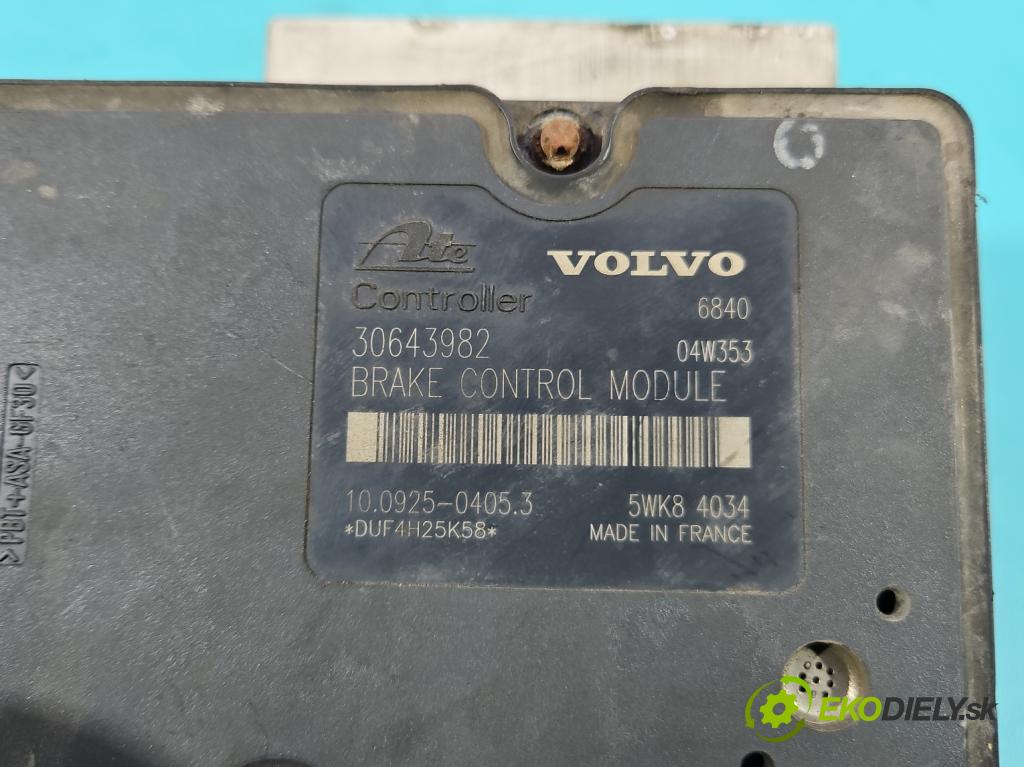 Ate
VOLVO
Controller
6840
30643982
04W353
BRAKE CONTROL MODULE
10.0925-0405.3
5WK8 4034
*DUF4H25K58*
MADE IN FRANCE
>PBT+ASA-GF30<
EKODIELY.sk